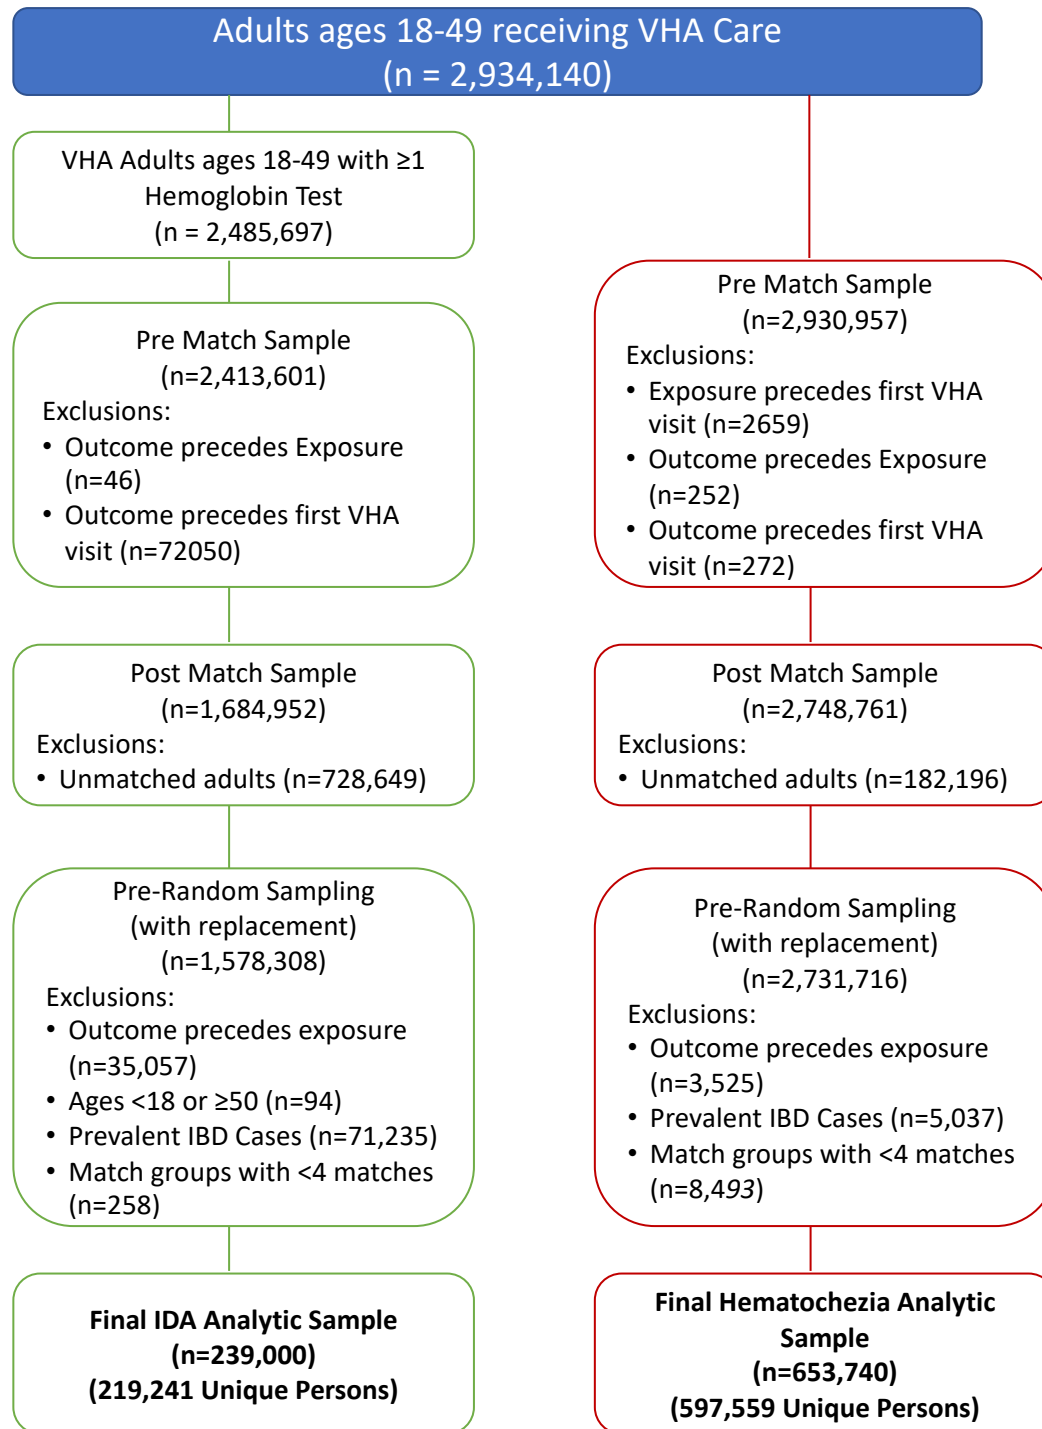 Adults ages 18-49 receiving VHA Care
(n = 2,934,140)
VHA Adults ages 18-49 with ≥1
Hemoglobin Test
(n = 2,485,697)
Pre Match Sample
(n=2,413,601)
Exclusions:
• Outcome precedes Exposure
(n=46)
• Outcome precedes first VHA
visit (n=72050)
Post Match Sample
(n=1,684,952)
Exclusions:
• Unmatched adults (n=728,649)
Pre-Random Sampling
(with replacement)
(n=1,578,308)
Exclusions:
• Outcome precedes exposure
(n=35,057)
• Ages <18 or ≥50 (n=94)
• Prevalent IBD Cases (n=71,235)
• Match groups with <4 matches
(n=258)
Final IDA Analytic Sample
(n=239,000)
(219,241 Unique Persons)
Pre Match Sample
(n=2,930,957)
Exclusions:
• Exposure precedes first VHA
visit (n=2659)
• Outcome precedes Exposure
(n=252)
• Outcome precedes first VHA
visit (n=272)
Post Match Sample
(n=2,748,761)
Exclusions:
• Unmatched adults (n=182,196)
Pre-Random Sampling
(with replacement)
(n=2,731,716)
Exclusions:
• Outcome precedes exposure
(n=3,525)
• Prevalent IBD Cases (n=5,037)
• Match groups with <4 matches
(n=8,493)
Final Hematochezia Analytic
Sample
(n=653,740)
(597,559 Unique Persons)